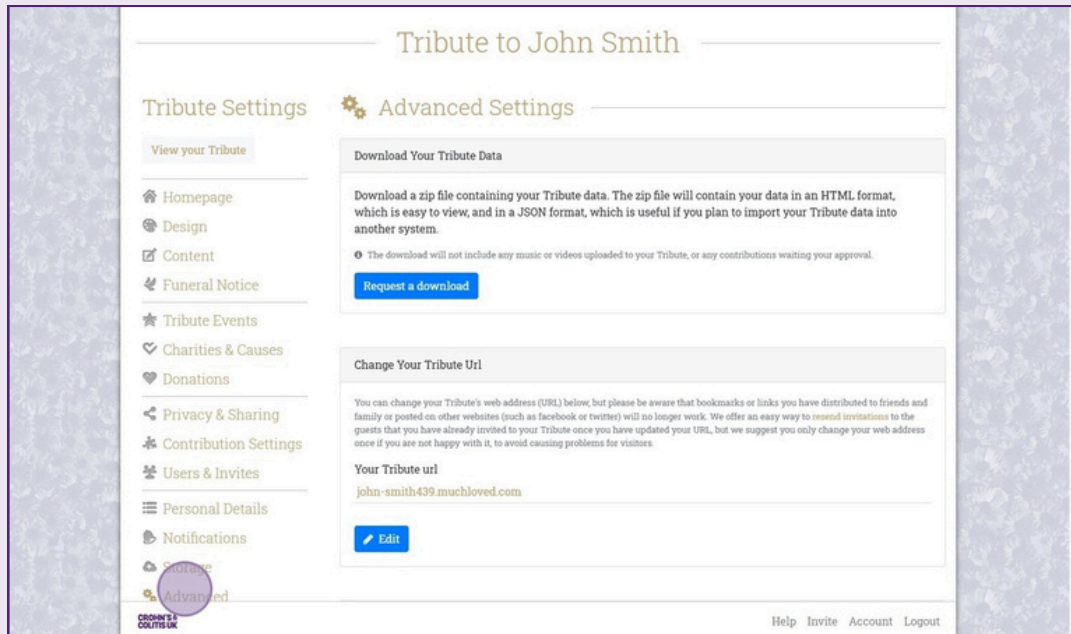 Tribute to John Smith
Tribute Settings
View your Tribute
Homepage
Design
Content
Funeral Notice
Tribute Events
Charities & Causes
Donations
Privacy & Sharing
Contribution Settings
Users & Invites
Personal Details
Notifications
Storage
Advanced
Advanced Settings
Download Your Tribute Data
Download a zip file containing your Tribute data. The zip file will contain your data in an HTML format,
which is easy to view, and in a JSON format, which is useful if you plan to import your Tribute data into
another system.
The download will not include any music or videos uploaded to your Tribute, or any contributions waiting your approval.
Request a download
Change Your Tribute Url
You can change your Tribute's web address (URL) below, but please be aware that bookmarks or links you have distributed to friends and
family or posted on other websites (such as facebook or twitter) will no longer work. We offer an easy way to resend invitations to the
guests that you have already invited to your Tribute once you have updated your URL, but we suggest you only change your web address
once if you are not happy with it, to avoid causing problems for visitors.
Your Tribute url
john-smith439.muchloved.com
Edit
CROHN'S &
COLITIS UK
Help Invite Account Logout